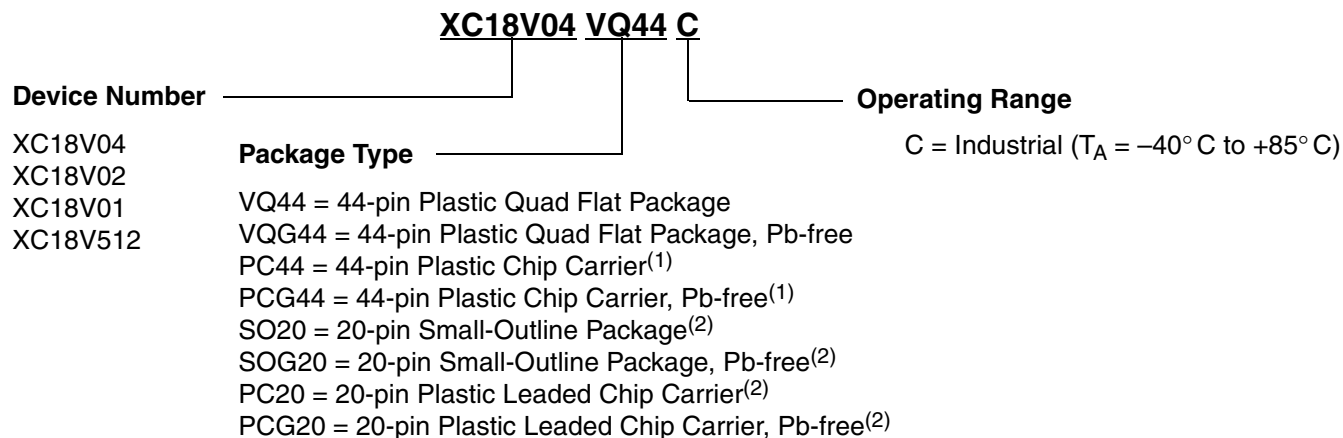 XC18V04 VQ44 C
Device Number
XC18V04
XC18V02
XC18V01
XC18V512
Package Type
VQ44 = 44-pin Plastic Quad Flat Package
VQG44 = 44-pin Plastic Quad Flat Package, Pb-free
PC44 = 44-pin Plastic Chip Carrier(1)
PCG44 = 44-pin Plastic Chip Carrier, Pb-free(1)
SO20 = 20-pin Small-Outline Package(2)
SOG20 = 20-pin Small-Outline Package, Pb-free(2)
PC20 = 20-pin Plastic Leaded Chip Carrier(2)
PCG20 = 20-pin Plastic Leaded Chip Carrier, Pb-free(2)
Operating Range
C = Industrial (TA = –40° C to +85° C)